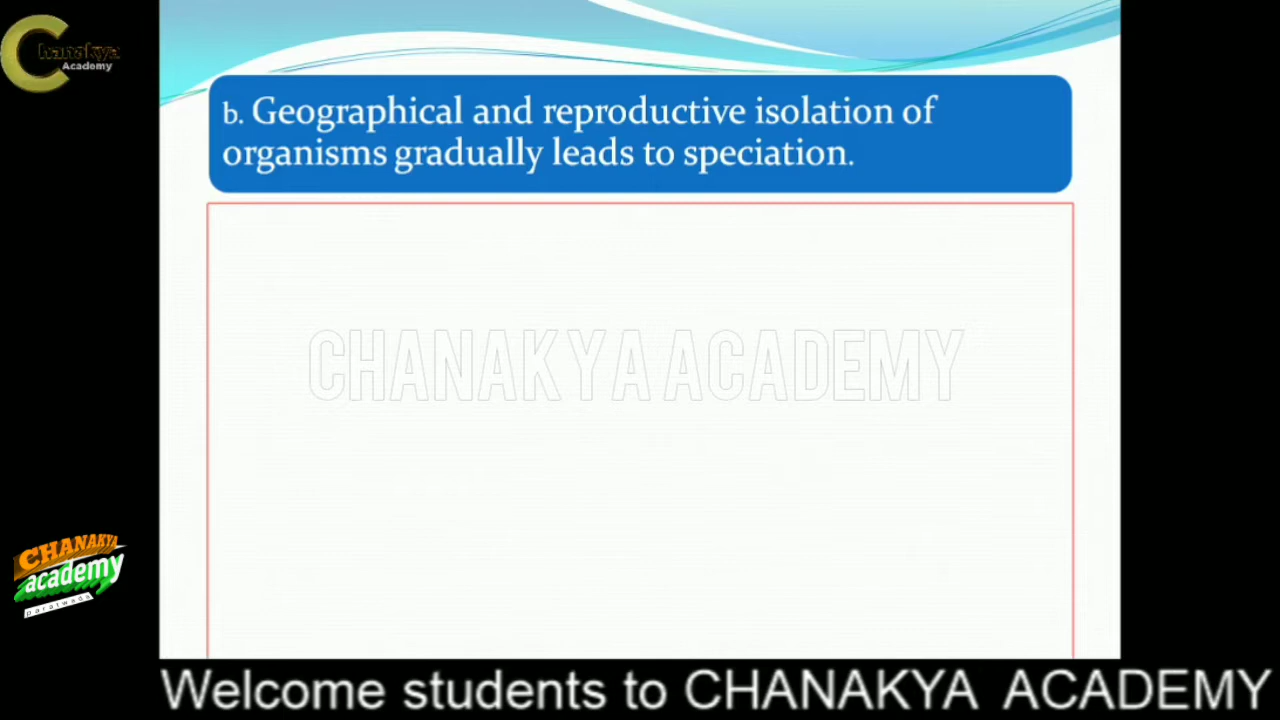 Chanakya
Academy
b. Geographical and reproductive isolation of
organisms gradually leads to speciation.
CHANAKYA ACADEMY
CHANAKYA
academy
paratwada
Welcome students to CHANAKYA ACADEMY